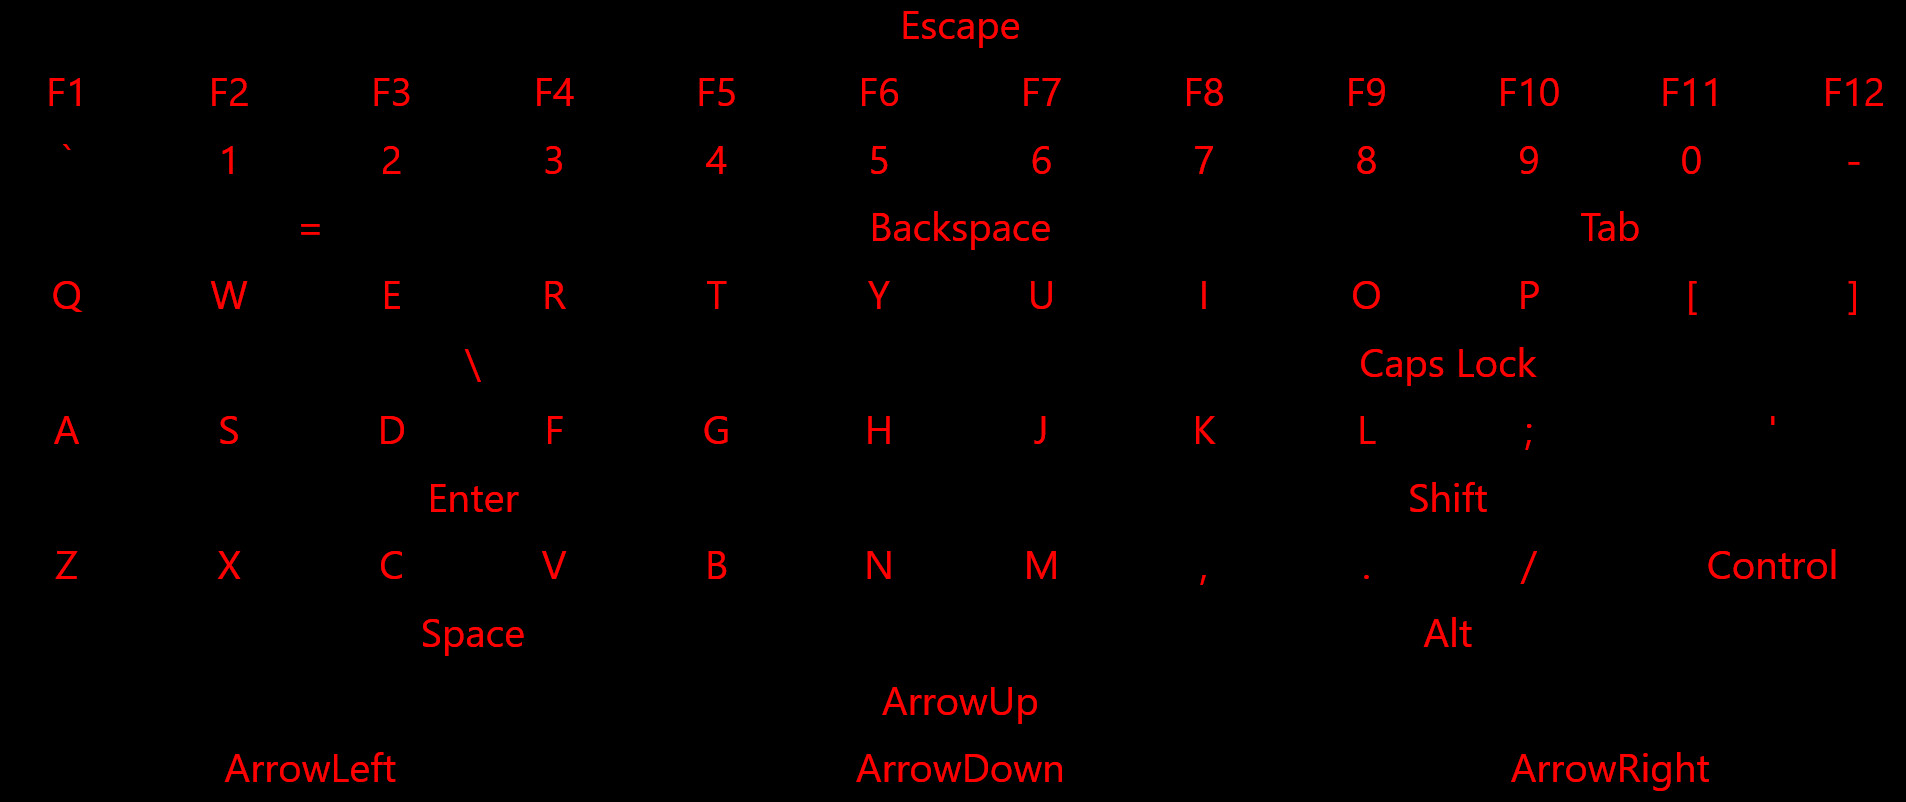 Escape
F1 F2 F3 F4 F5 F6 F7 F8 F9 F10 F11 F12
` 1 2 3 4 5 6 7 8 9 0 -
= Backspace Tab
Q W E R T Y U I O P [ ]
\ Caps Lock
A S D F G H J K L ; '
Enter Shift
Z X C V B N M , . / Control
Space Alt
ArrowUp
ArrowLeft ArrowDown ArrowRight